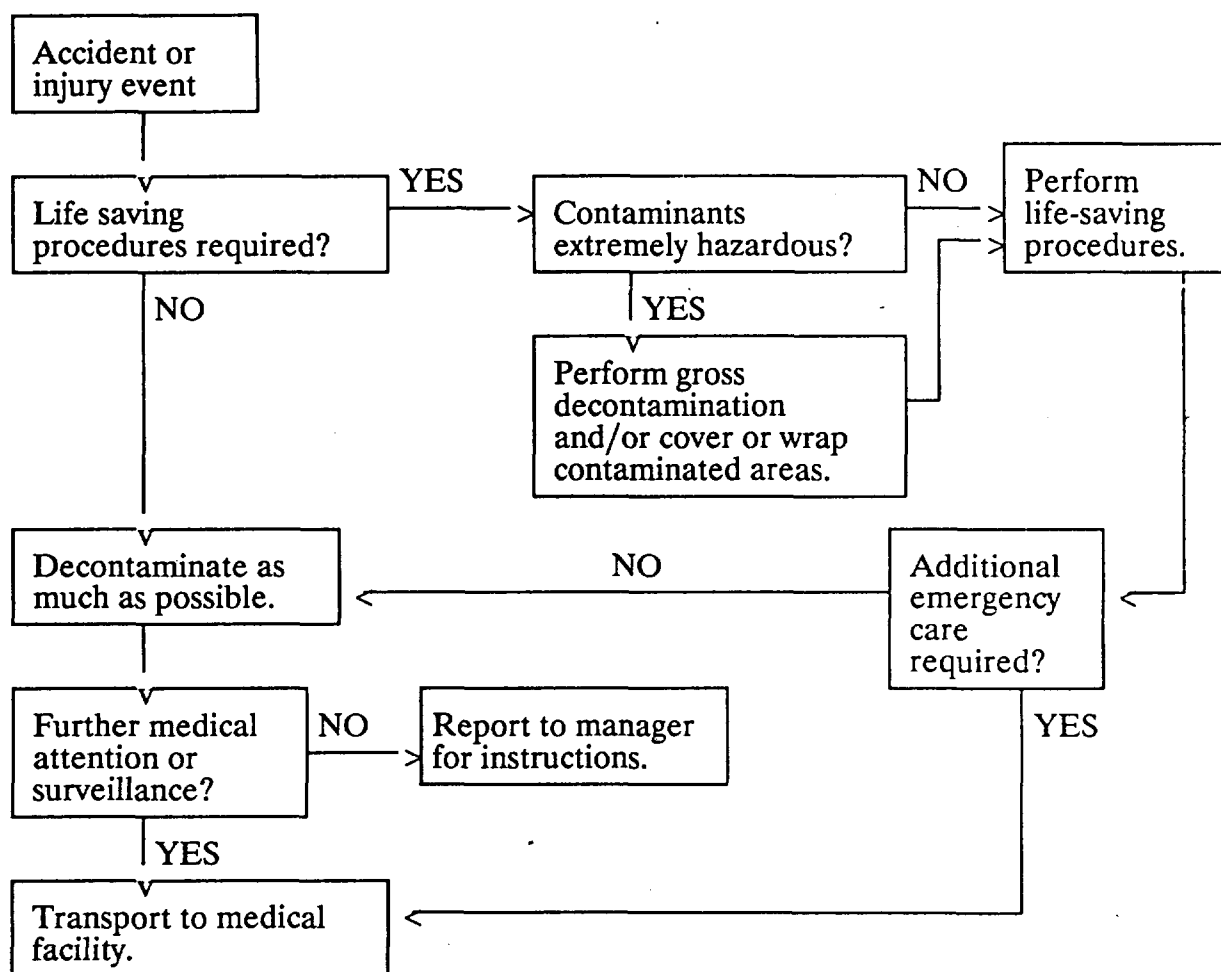 Accident or
injury event
Life saving
procedures required?
YES
Contaminants
extremely hazardous?
NO
Perform
life-saving
procedures.
NO
YES
Perform gross
decontamination
and/or cover or wrap
contaminated areas.
Decontaminate as
much as possible.
NO
Additional
emergency
care
required?
Further medical
attention or
surveillance?
NO
Report to manager
for instructions.
YES
YES
Transport to medical
facility.